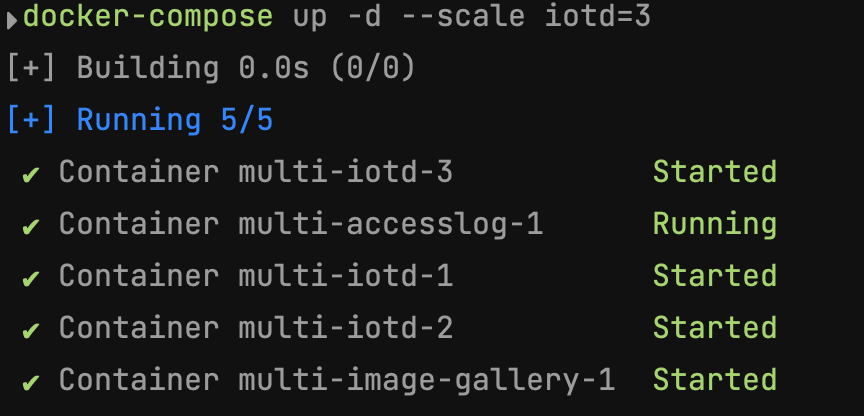 docker-compose up -d --scale iotd=3
[+] Building 0.0s (0/0)
[+] Running 5/5
✔ Container multi-iotd-3 Started
✔ Container multi-accesslog-1 Running
✔ Container multi-iotd-1 Started
✔ Container multi-iotd-2 Started
✔ Container multi-image-gallery-1 Started